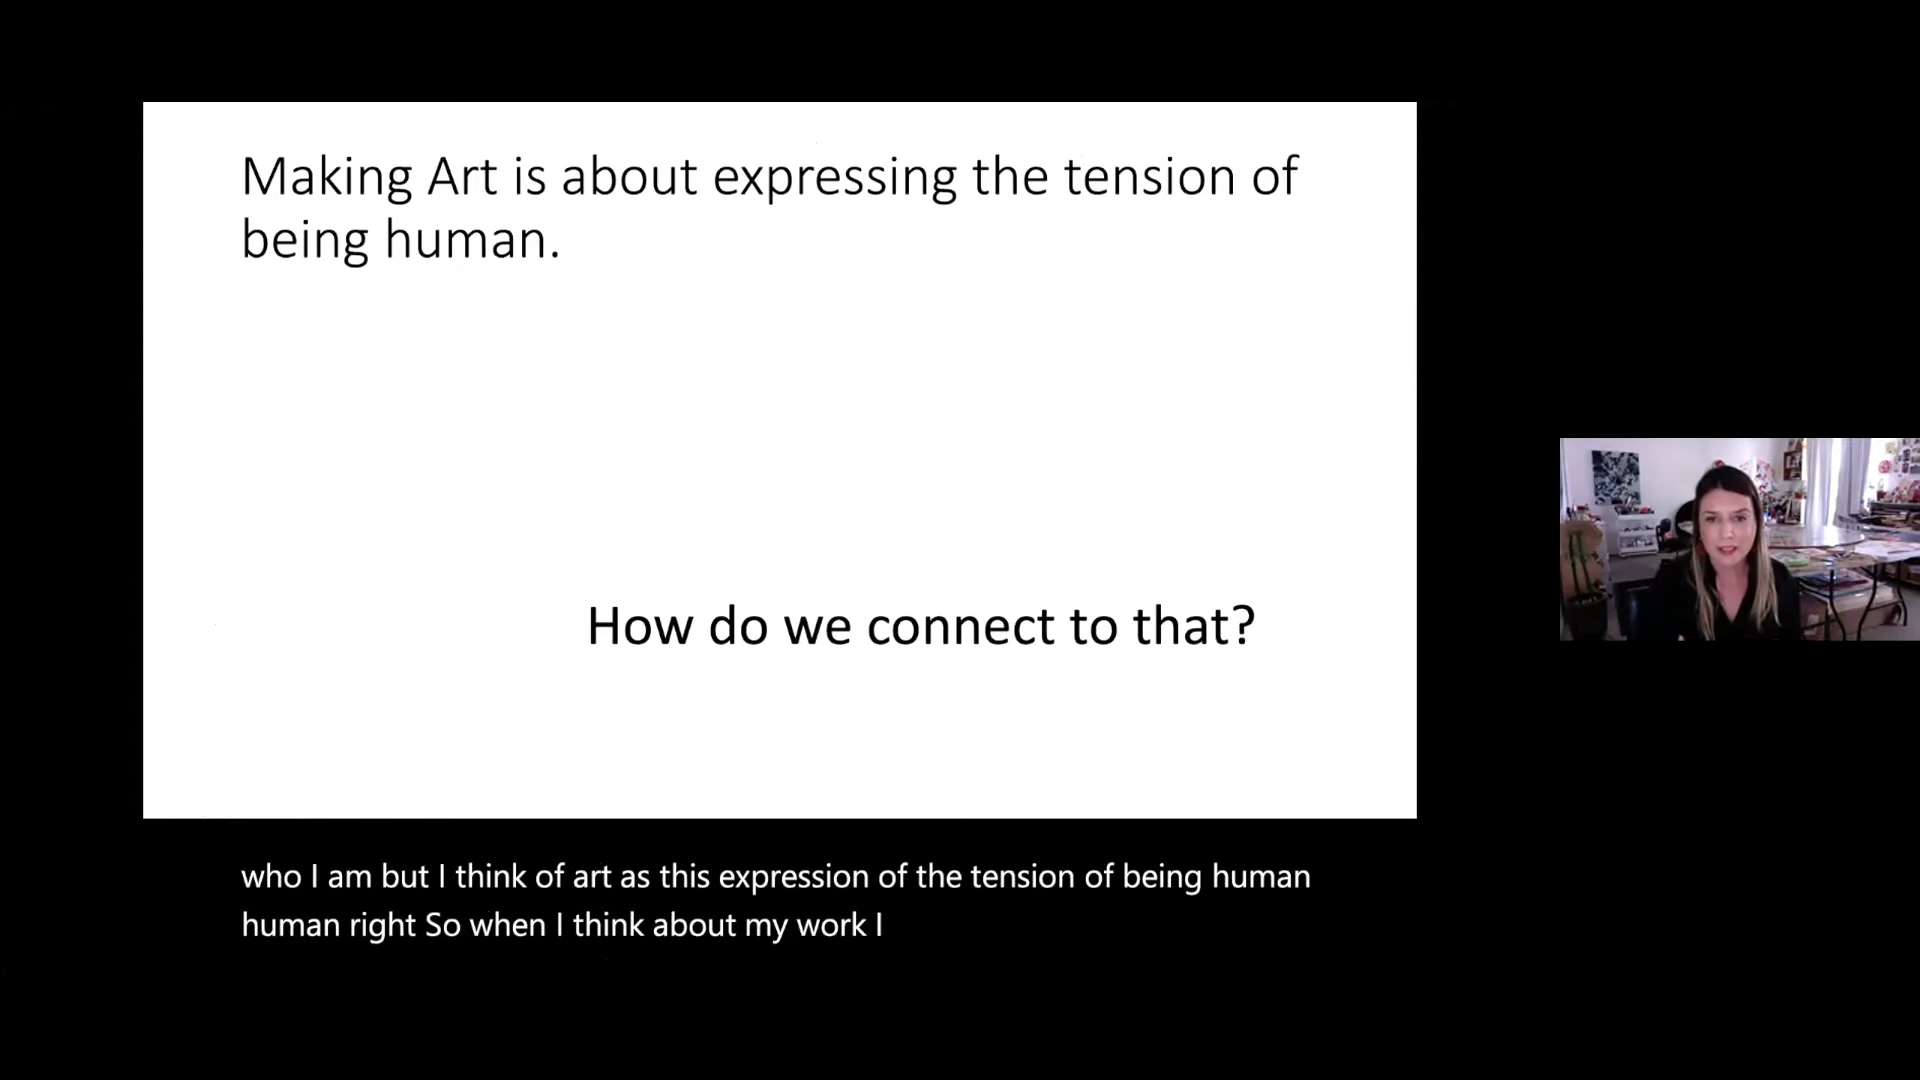 Making Art is about expressing the tension of
being human.
How do we connect to that?
who I am but I think of art as this expression of the tension of being human
human right So when I think about my work I